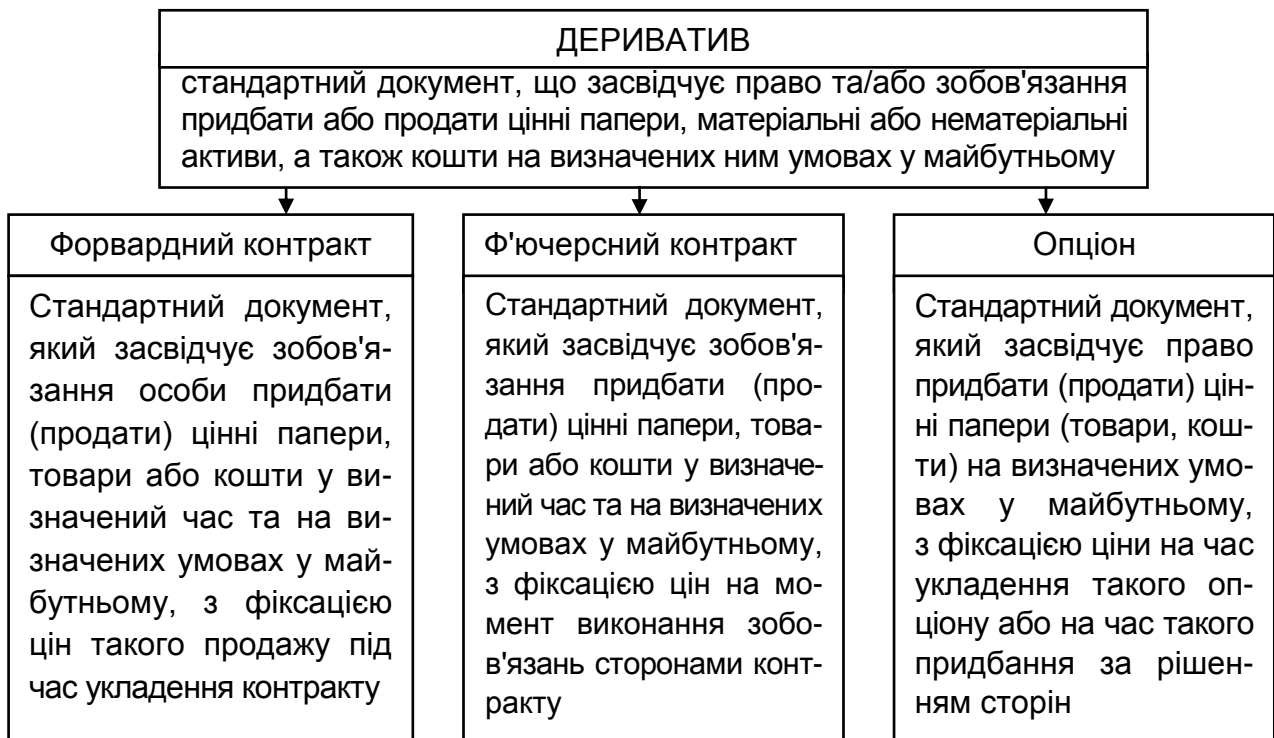 ДЕРИВАТИВ
стандартний документ, що засвідчує право та/або зобов'язання
придбати або продати цінні папери, матеріальні або нематеріальні
активи, а також кошти на визначених ним умовах у майбутньому
Форвардний контракт
Стандартний документ,
який засвідчує зобов'я-
зання особи придбати
(продати) цінні папери,
товари або кошти у ви-
значений час та на ви-
значених умовах у май-
бутньому, з фіксацією
цін такого продажу під
час укладення контракту
Ф'ючерсний контракт
Стандартний документ,
який засвідчує зобов'я-
зання придбати (про-
дати) цінні папери, това-
ри або кошти у визначе-
ний час та на визначених
умовах у майбутньому,
з фіксацією цін на мо-
мент виконання зобо-
в'язань сторонами конт-
ракту
Опціон
Стандартний документ,
який засвідчує право
придбати (продати) цін-
ні папери (товари, кош-
ти) на визначених умо-
вах у майбутньому,
з фіксацією ціни на час
укладення такого оп-
ціону або на час такого
придбання за рішен-
ням сторін